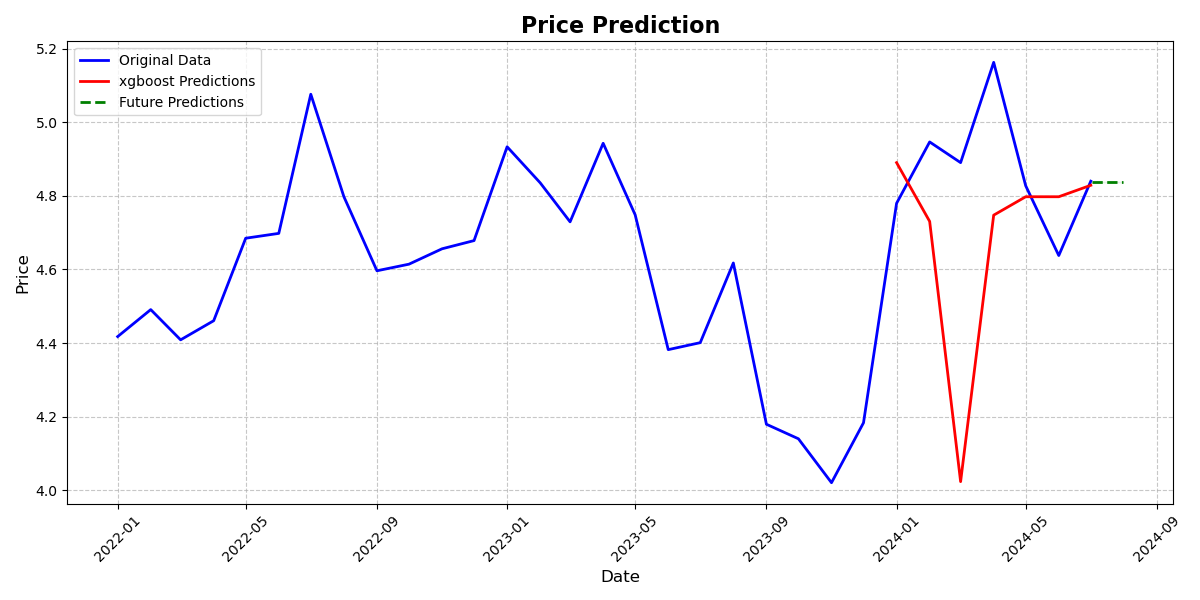 Price Prediction
Original Data
xgboost Predictions
Future Predictions
Price
5.2
5.0
4.8
4.6
4.4
4.2
4.0
2022-01
2022-05
2022-09
2023-01
2023-05
2023-09
2024-01
2024-05
2024-09
Date